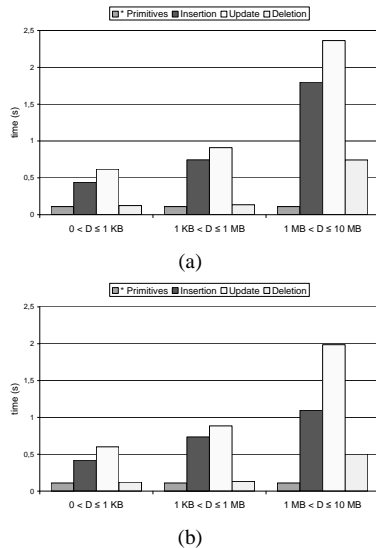 * Primitives Insertion Update Deletion
2,5
2
1,5
1
0,5
0
time (s)
0 < D ≤ 1 KB 1 KB < D ≤ 1 MB 1 MB < D ≤ 10 MB
(a)
* Primitives Insertion Update Deletion
2,5
2
1,5
1
0,5
0
time (s)
0 < D ≤ 1 KB 1 KB < D ≤ 1 MB 1 MB < D ≤ 10 MB
(b)